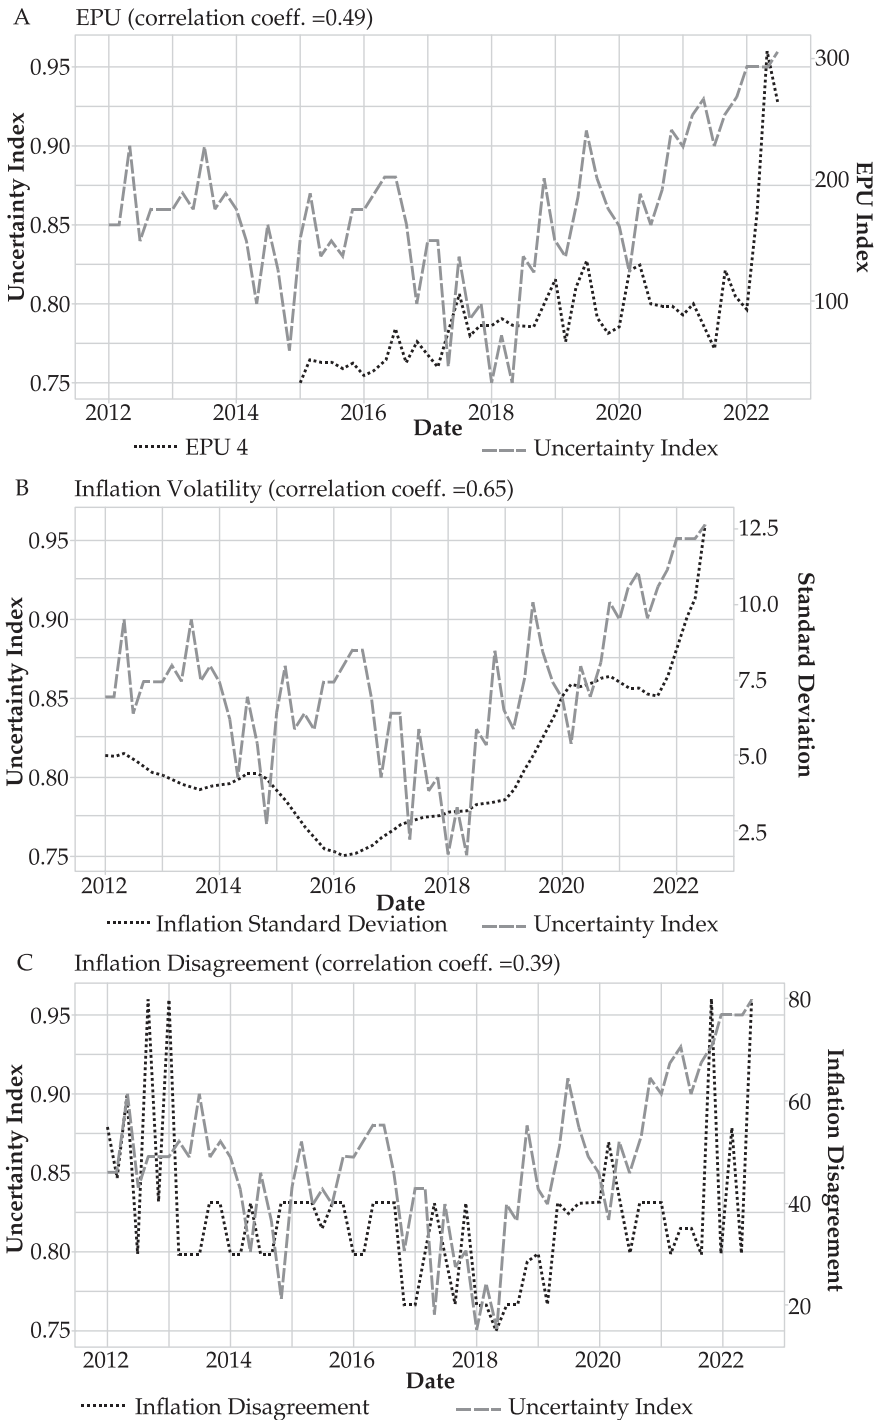 A EPU (correlation coeff. =0.49)
0.95
0.90
0.85
0.80
0.75
Uncertainty Index
300
200
100
EPU Index
2012 2014 2016 2018 2020 2022
Date
EPU 4 Uncertainty Index
B Inflation Volatility (correlation coeff. =0.65)
0.95
0.90
0.85
0.80
0.75
Uncertainty Index
12.5
10.0
7.5
5.0
2.5
Standard Deviation
2012 2014 2016 2018 2020 2022
Date
Inflation Standard Deviation Uncertainty Index
C Inflation Disagreement (correlation coeff. =0.39)
0.95
0.90
0.85
0.80
0.75
Uncertainty Index
80
60
40
20
Inflation Disagreement
2012 2014 2016 2018 2020 2022
Date
Inflation Disagreement Uncertainty Index